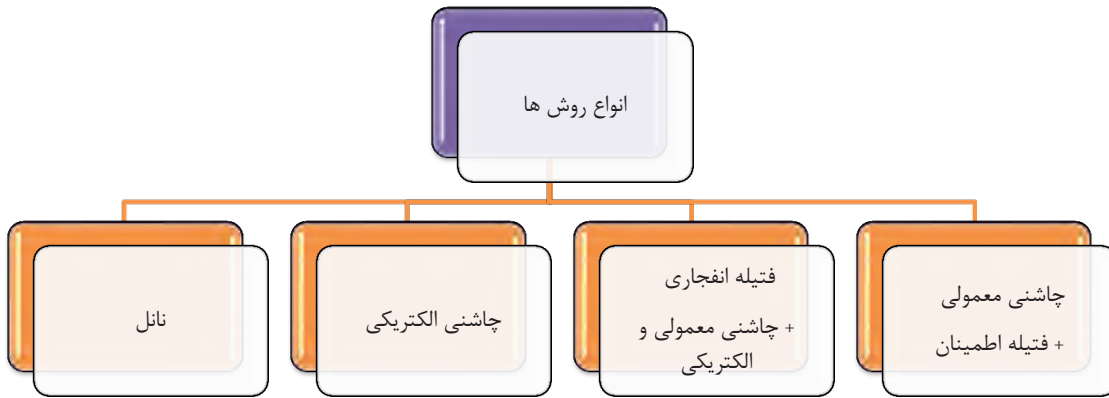 انواع روش ها
چاشنی معمولی
+ فتیله اطمینان
فتیله انفجاری
+ چاشنی معمولی و
الکتریکی
چاشنی الکتریکی
نانل